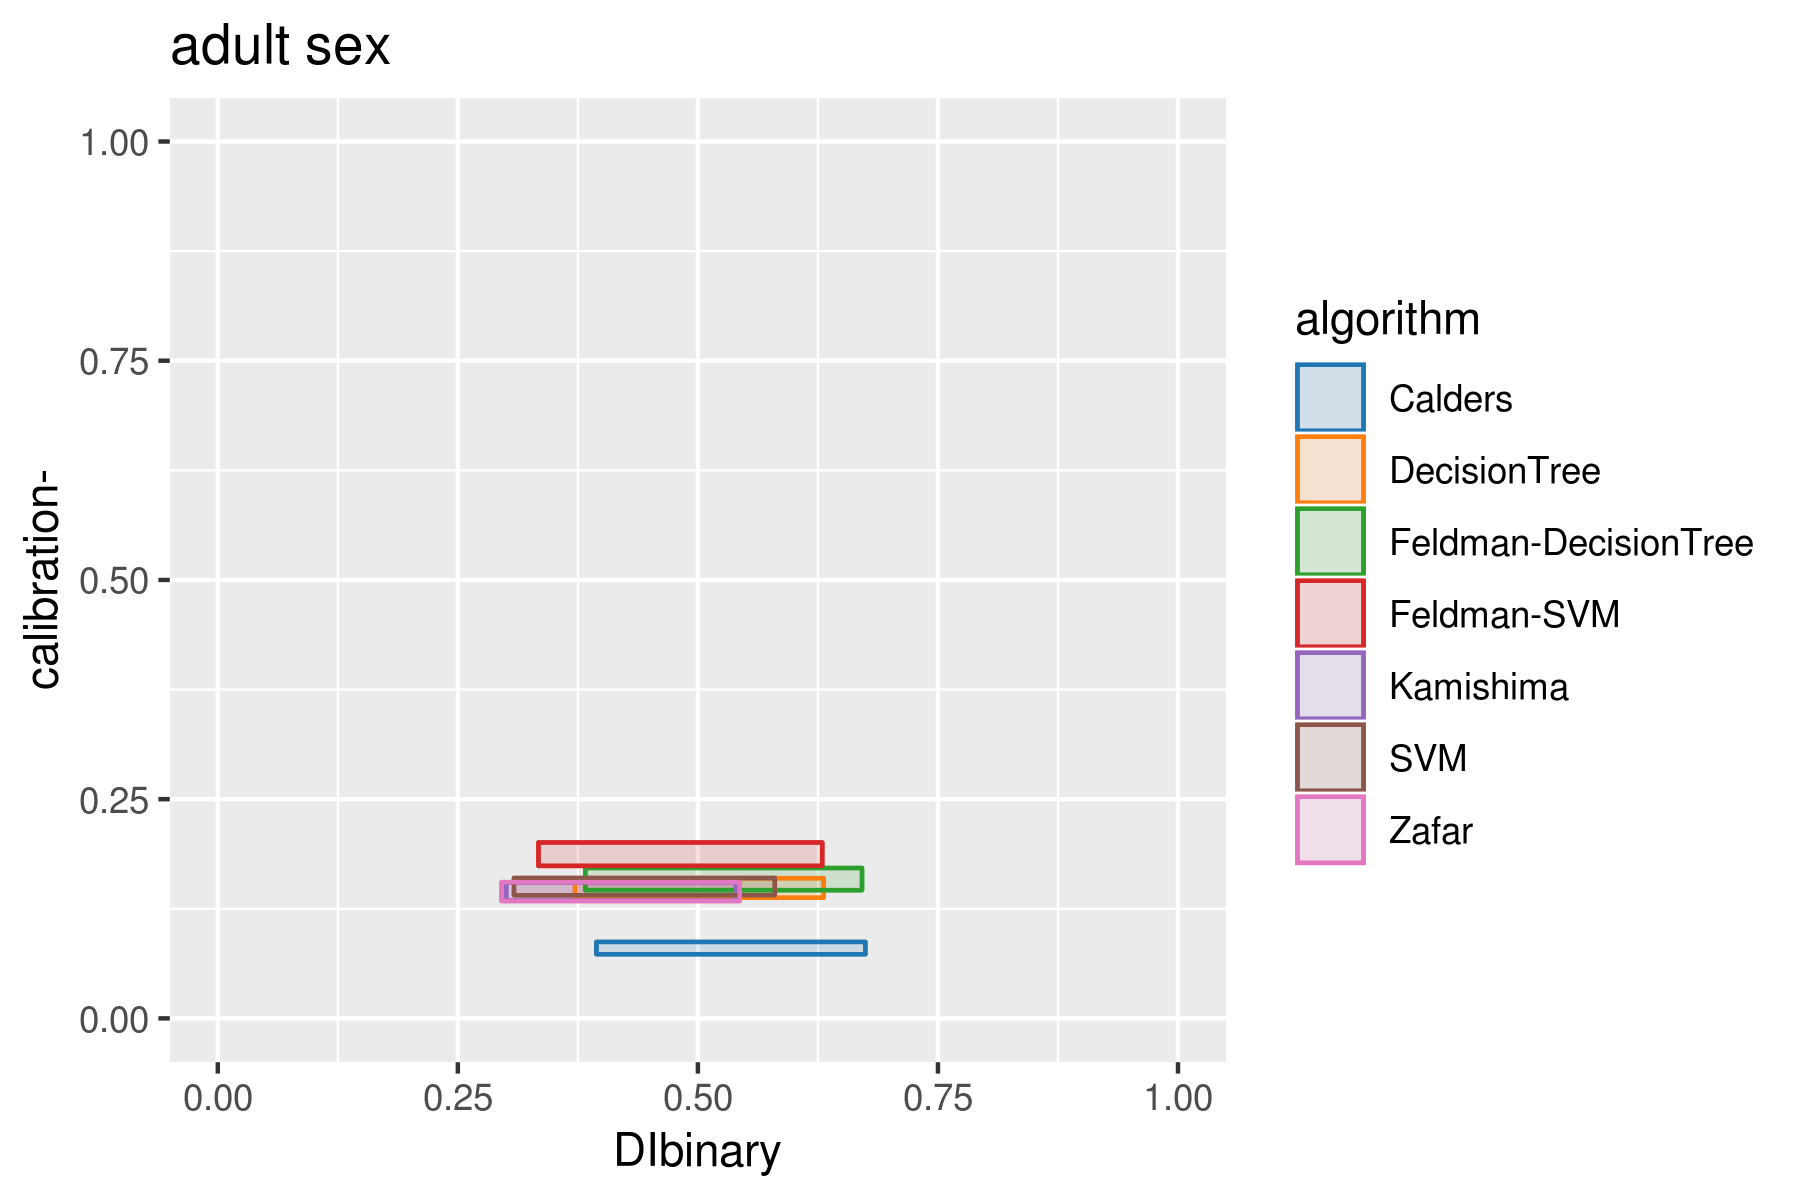 adult sex
1.00
0.75
0.50
0.25
0.00
calibration-
0.00 0.25 0.50 0.75 1.00
DIbinary
algorithm
Calders
DecisionTree
Feldman-DecisionTree
Feldman-SVM
Kamishima
SVM
Zafar